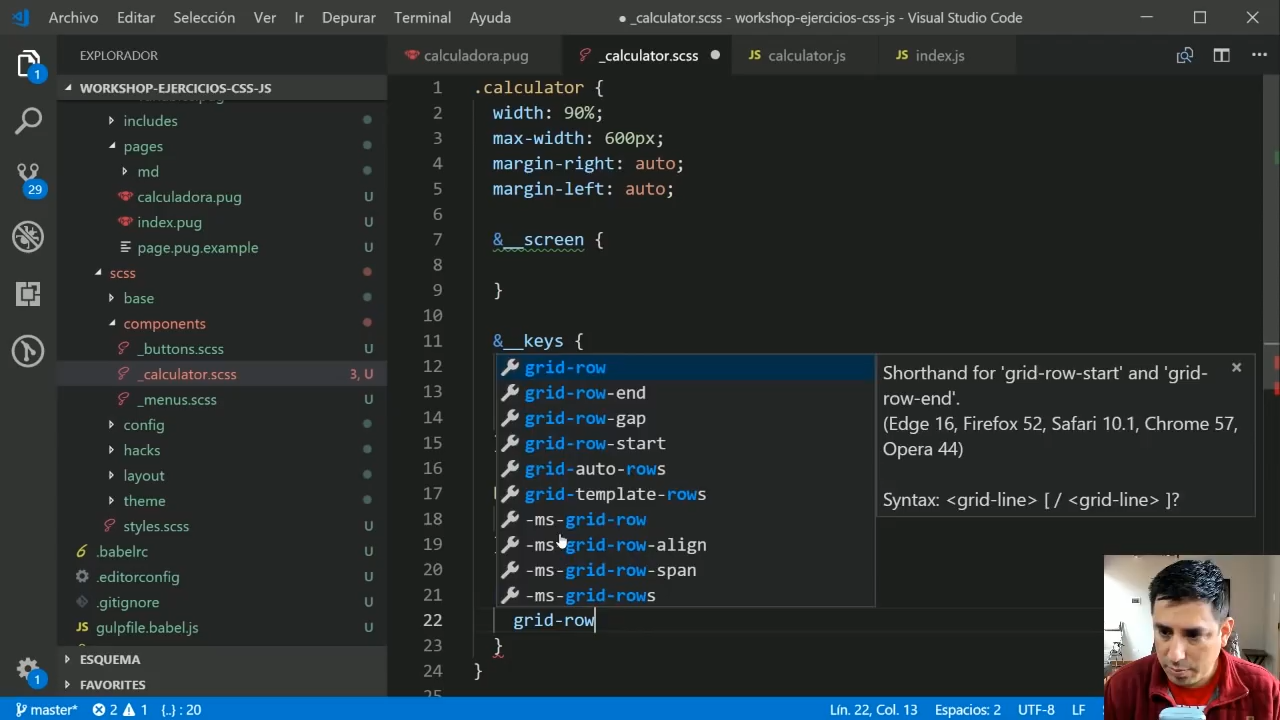 Archivo Editar Selección Ver Ir Depurar Terminal Ayuda ● _calculator.scss - workshop-ejercicios-css-js - Visual Studio Code
EXPLORADOR
calculadora.pug _calculator.scss calculator.js index.js
WORKSHOP-EJERCICIOS-CSS-JS
includes
pages
md
calculadora.pug U
index.pug U
page.pug.example U
scss
base
components
_buttons.scss U
_calculator.scss 3, U
_menus.scss U
config
hacks
layout
theme
styles.scss U
.babelrc U
.editorconfig U
.gitignore U
gulpfile.babel.js U
ESQUEMA
FAVORITES
1
29
1
1 .calculator {
2 width: 90%;
3 max-width: 600px;
4 margin-right: auto;
5 margin-left: auto;
6
7 &__screen {
8
9 }
10
11 &__keys {
12
13
14
15
16
17
18
19
20
21
22 grid-row
23 }
24 }
25
grid-row
grid-row-end
grid-row-gap
grid-row-start
grid-auto-rows
grid-template-rows
-ms-grid-row
-ms-grid-row-align
-ms-grid-row-span
-ms-grid-rows
Shorthand for 'grid-row-start' and 'grid-
row-end'.
(Edge 16, Firefox 52, Safari 10.1, Chrome 57,
Opera 44)
Syntax: <grid-line> [ / <grid-line> ]?
master* 2 1 {..} : 20 Lín. 22, Col. 13 Espacios: 2 UTF-8 LF